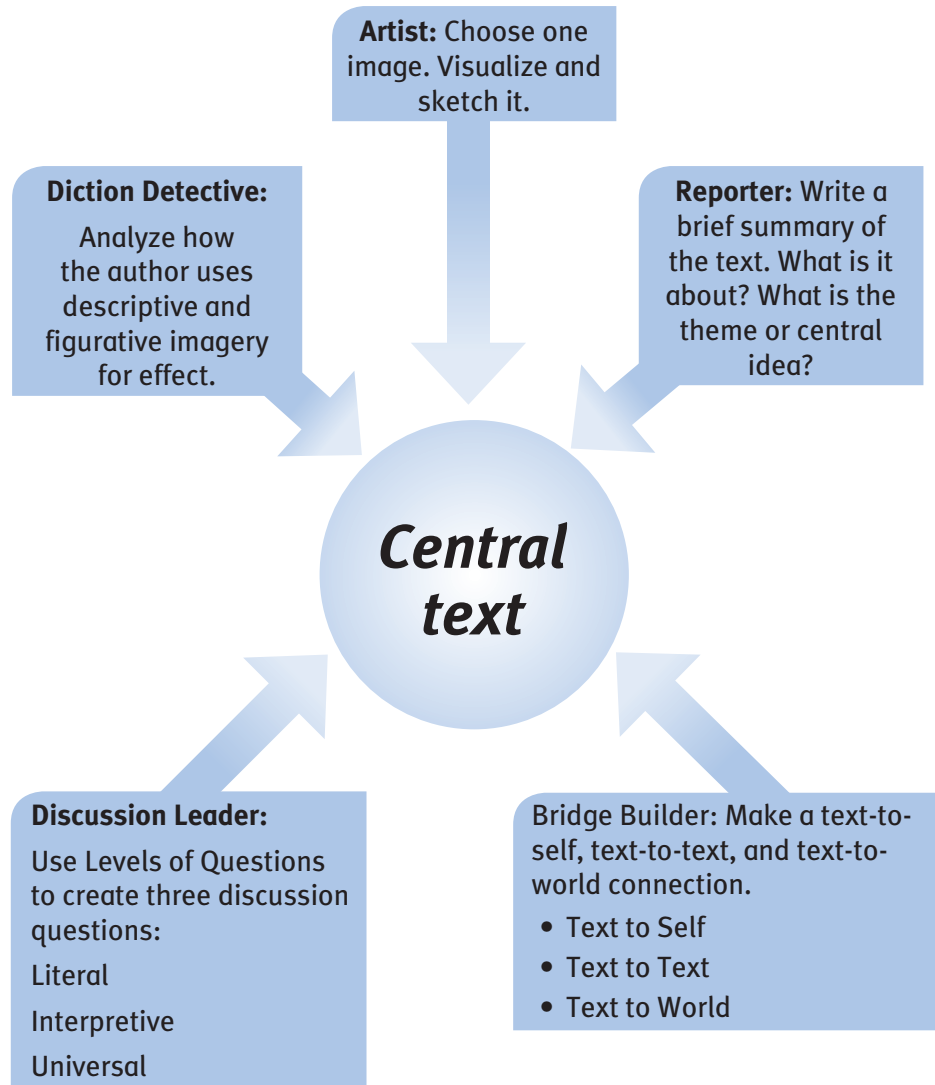 Artist: Choose one
image. Visualize and
sketch it.
Diction Detective:
Analyze how
the author uses
descriptive and
figurative imagery
for effect.
Reporter: Write a
brief summary of
the text. What is it
about? What is the
theme or central
idea?
Central
text
Discussion Leader:
Use Levels of Questions
to create three discussion
questions:
Literal
Interpretive
Universal
Bridge Builder: Make a text-to-
self, text-to-text, and text-to-
world connection.
• Text to Self
• Text to Text
• Text to World